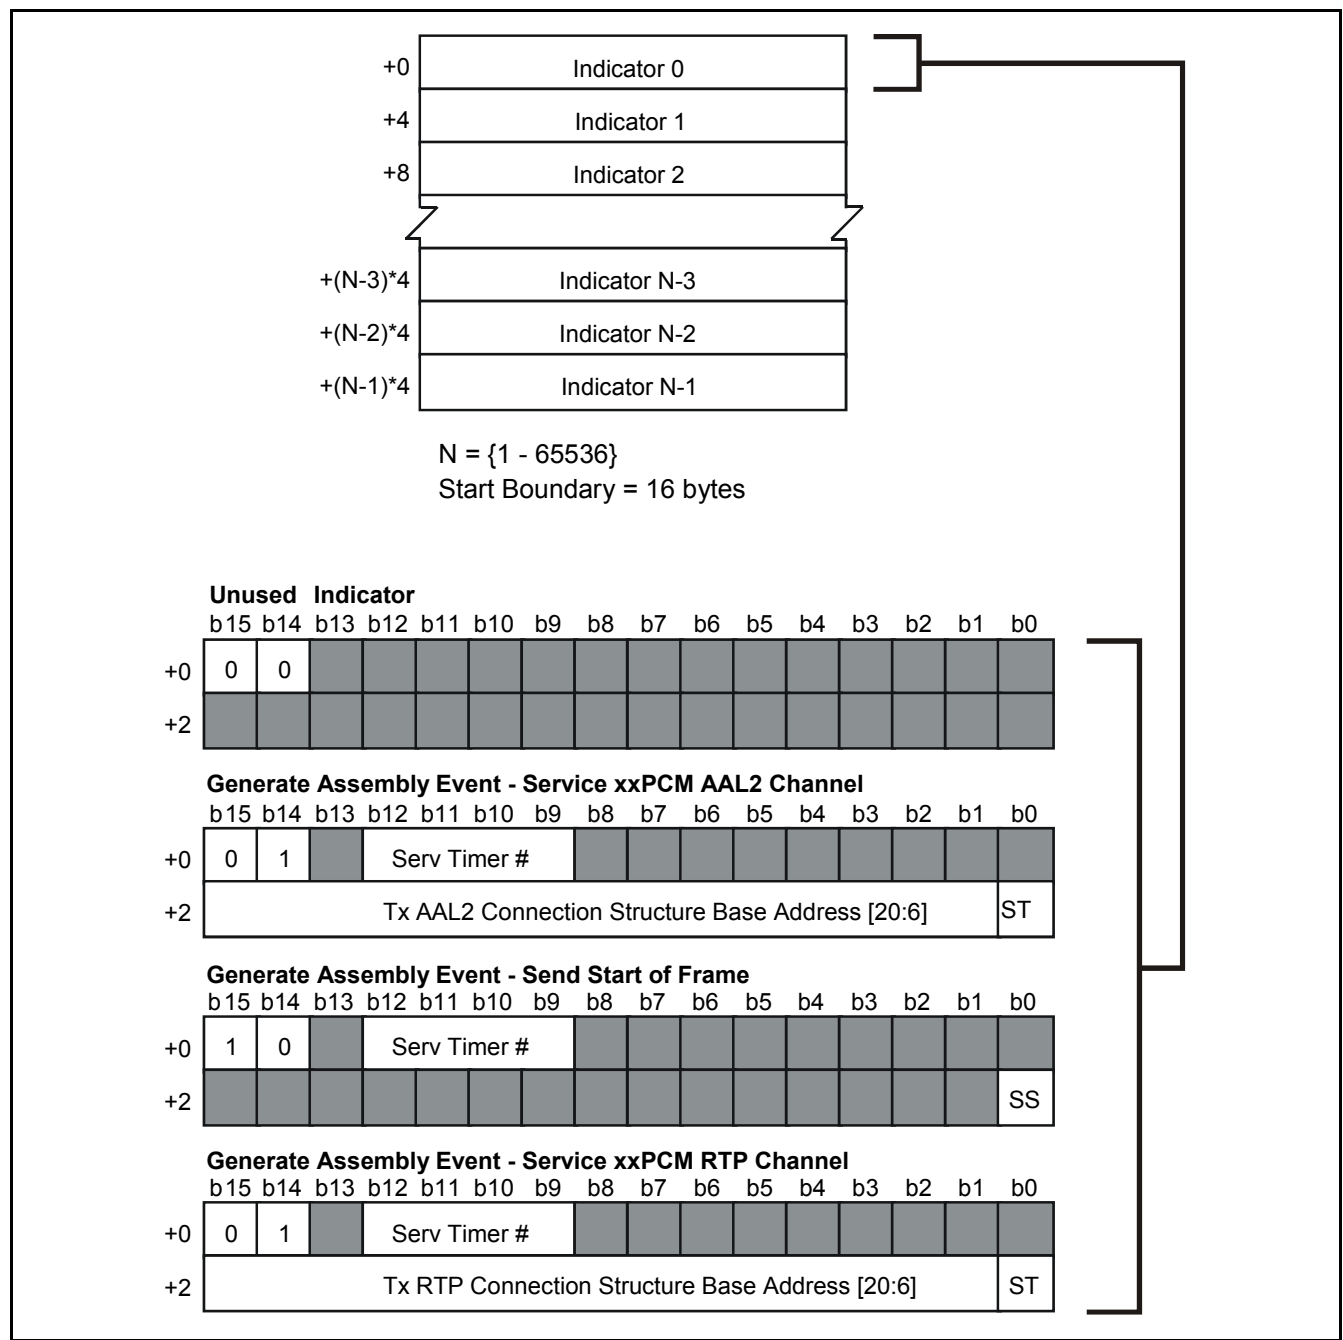 +0 Indicator 0
+4 Indicator 1
+8 Indicator 2
+(N-3)*4 Indicator N-3
+(N-2)*4 Indicator N-2
+(N-1)*4 Indicator N-1
N = {1 - 65536}
Start Boundary = 16 bytes
Unused Indicator
b15 b14 b13 b12 b11 b10 b9 b8 b7 b6 b5 b4 b3 b2 b1 b0
+0 0 0
+2
Generate Assembly Event - Service xxPCM AAL2 Channel
b15 b14 b13 b12 b11 b10 b9 b8 b7 b6 b5 b4 b3 b2 b1 b0
+0 0 1 Serv Timer #
+2 Tx AAL2 Connection Structure Base Address [20:6] ST
Generate Assembly Event - Send Start of Frame
b15 b14 b13 b12 b11 b10 b9 b8 b7 b6 b5 b4 b3 b2 b1 b0
+0 1 0 Serv Timer #
+2 SS
Generate Assembly Event - Service xxPCM RTP Channel
b15 b14 b13 b12 b11 b10 b9 b8 b7 b6 b5 b4 b3 b2 b1 b0
+0 0 1 Serv Timer #
+2 Tx RTP Connection Structure Base Address [20:6] ST